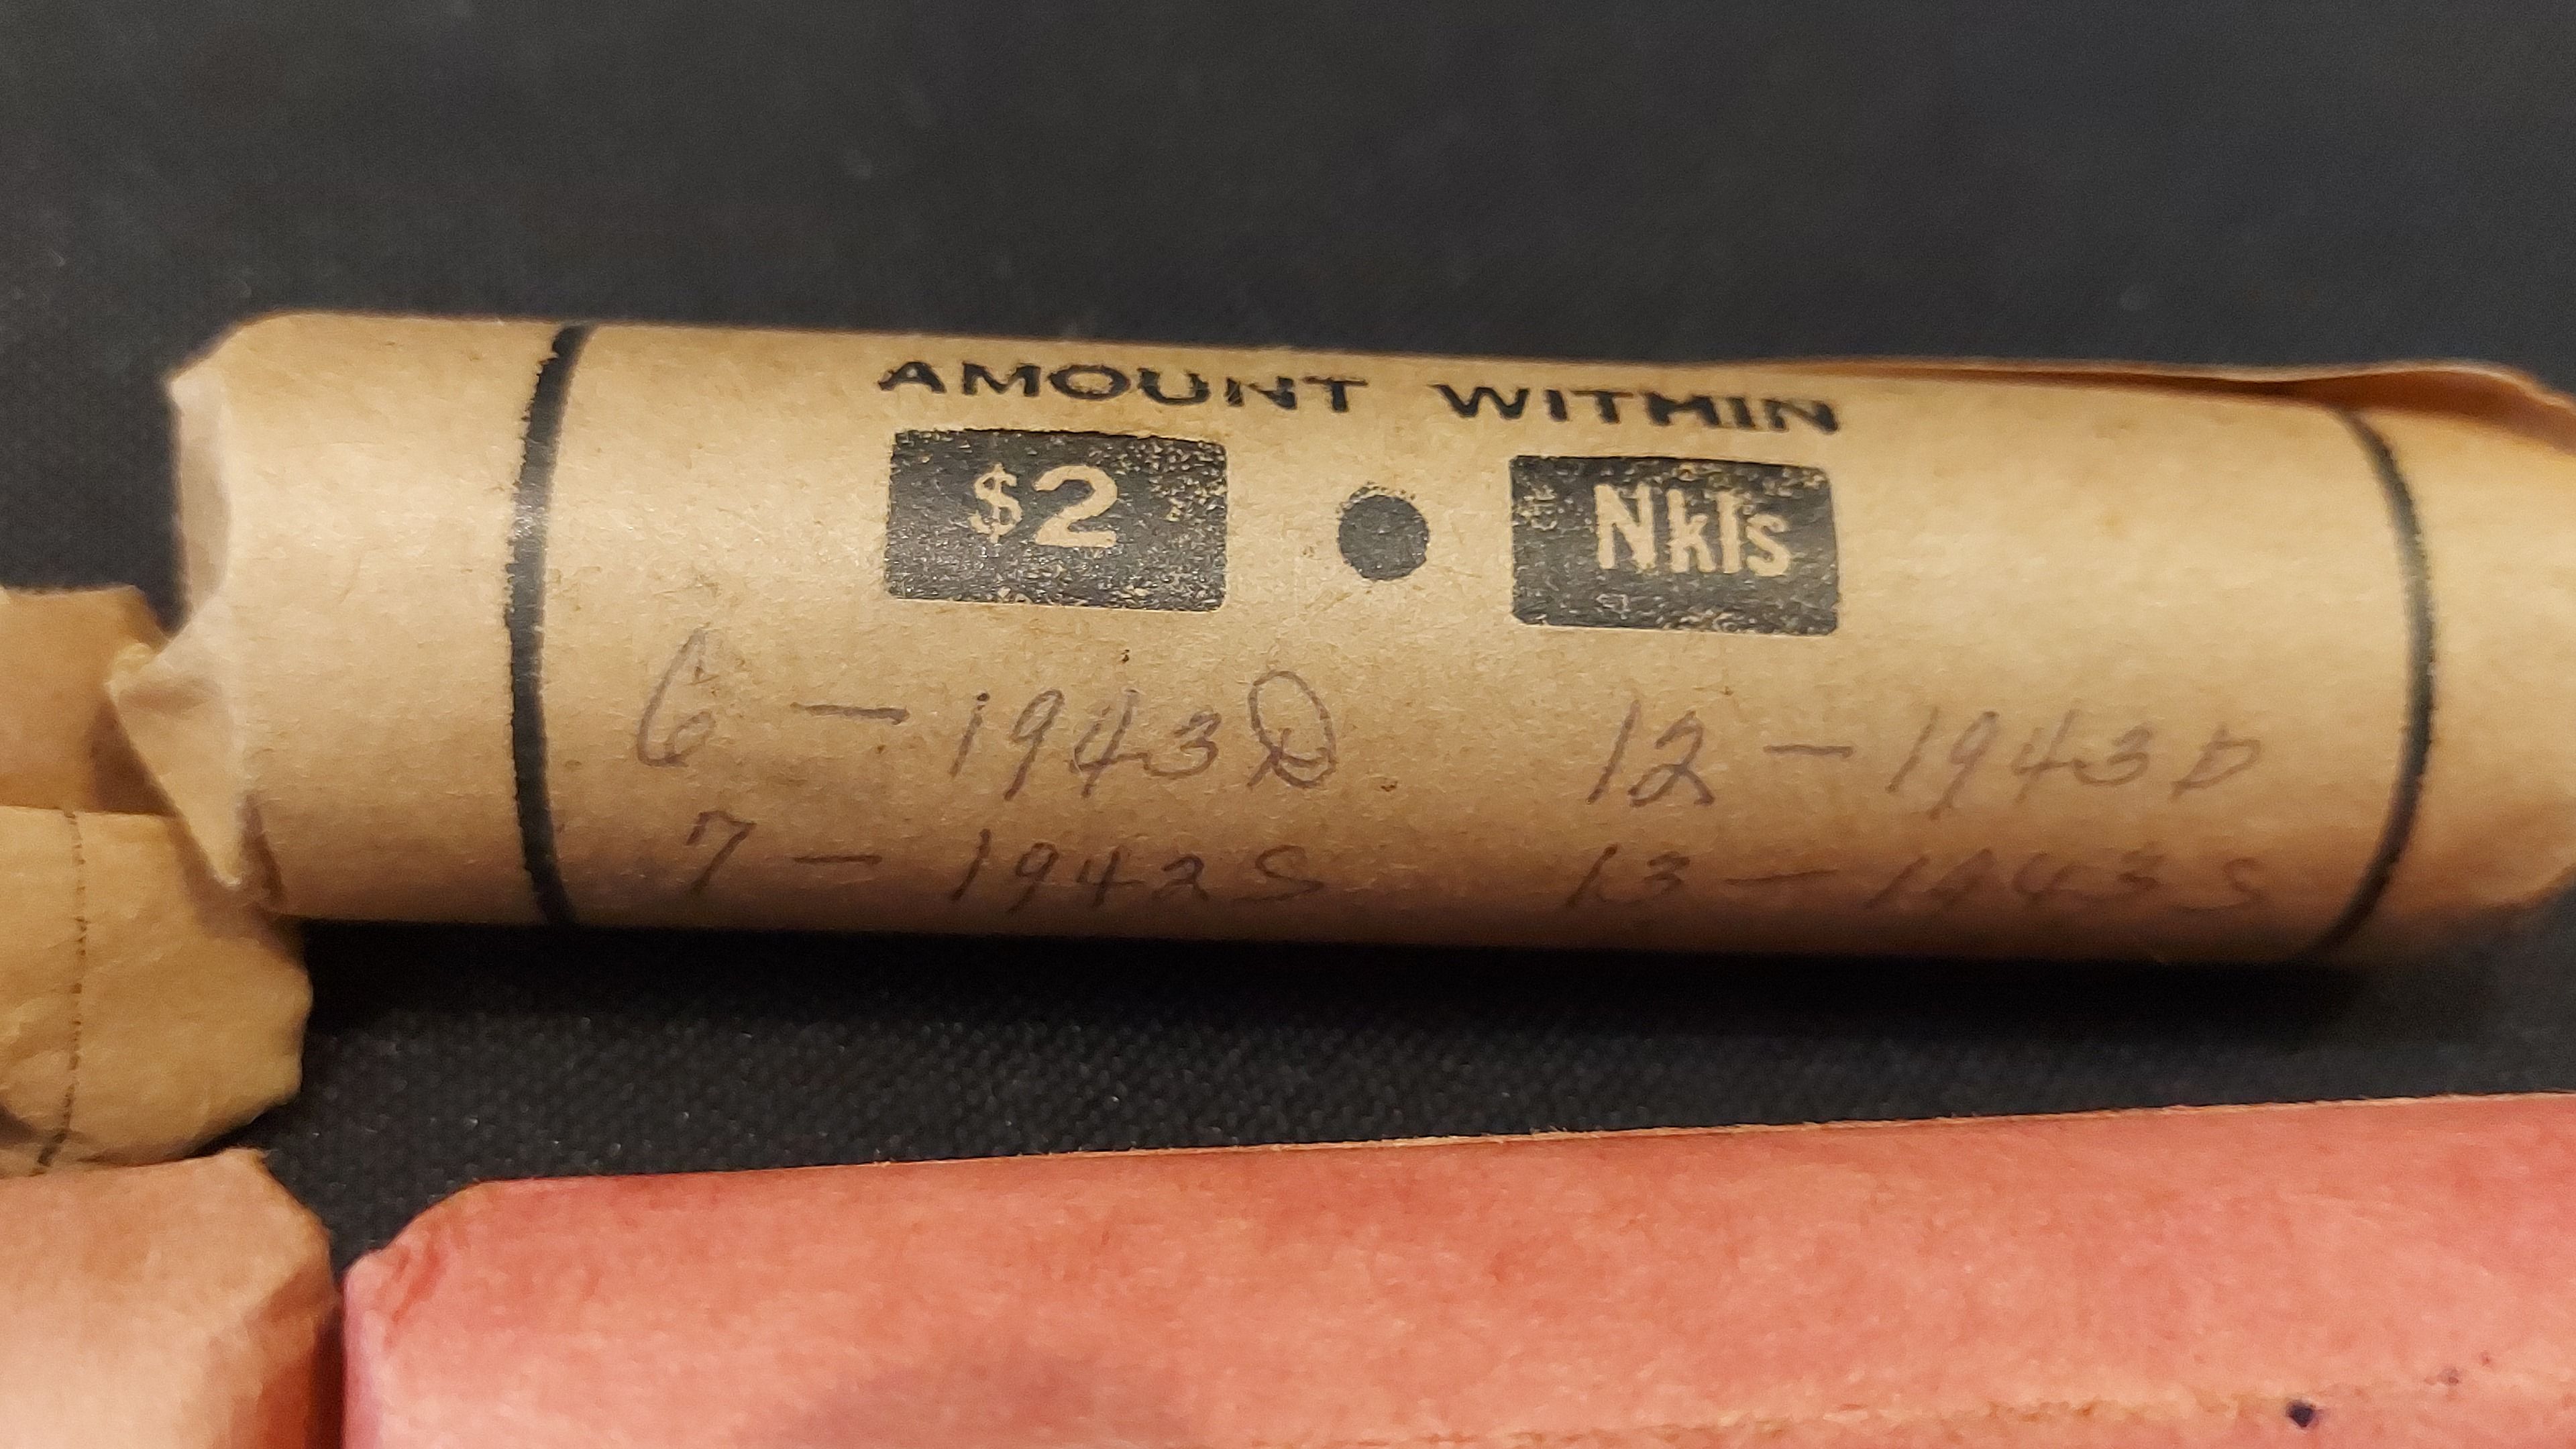 AMOUNT WITHIN
$2 ● Nkls
6 — 1943D 12 — 1943D
7 — 1942S 13 — 1943S